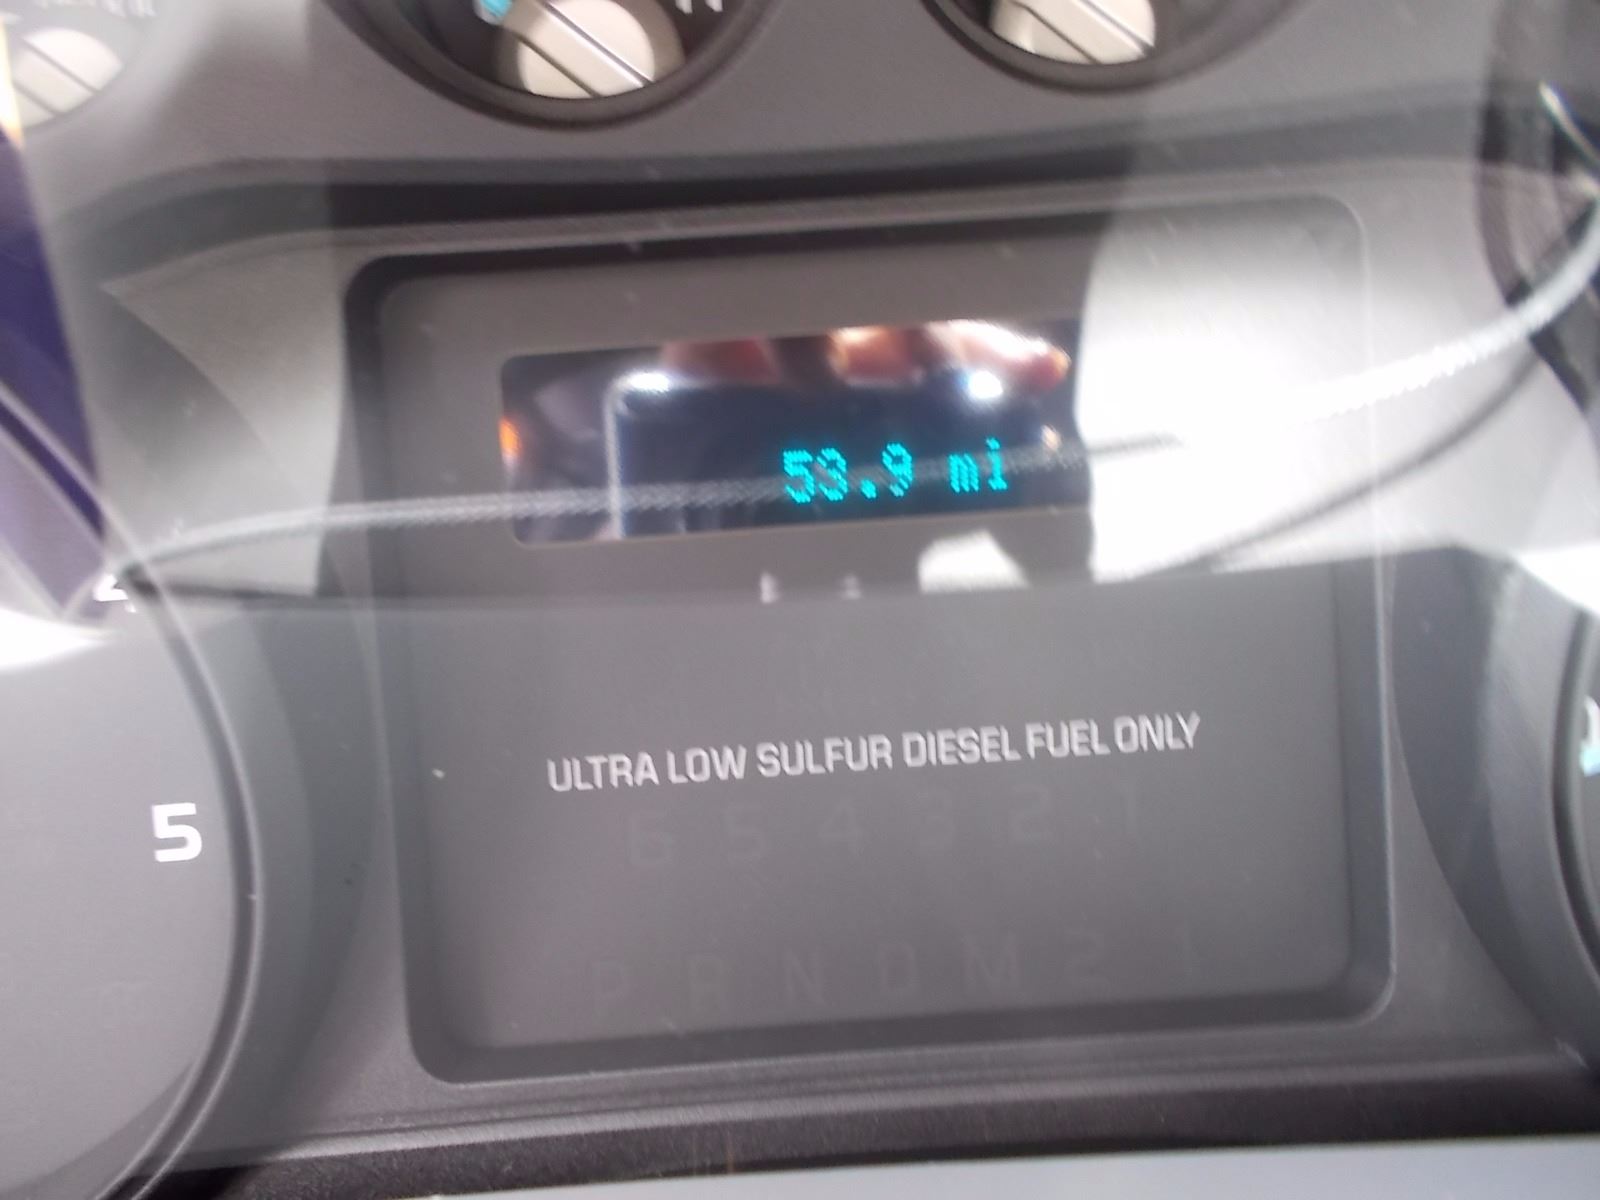 53.9 mi
ULTRA LOW SULFUR DIESEL FUEL ONLY
6 5 4 3 2 1
5
P R N D M 2 1